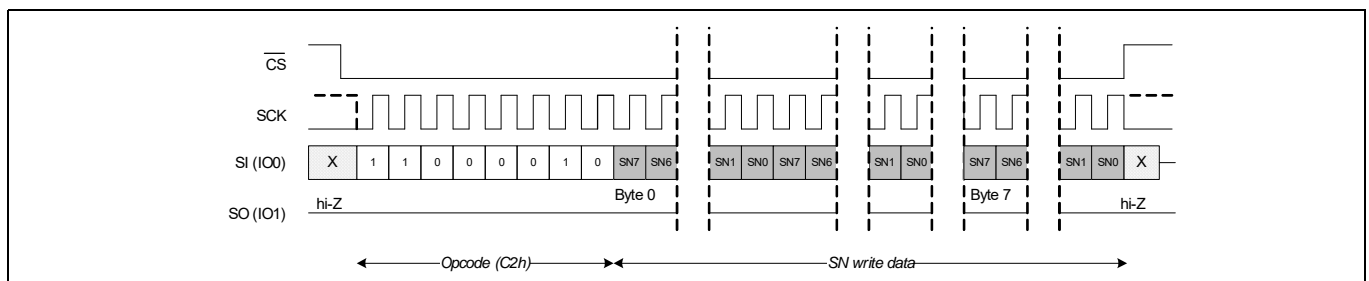 CS
SCK
SI (IO0) X 1 1 0 0 0 0 1 0 SN7 SN6 SN1 SN0 SN7 SN6 SN1 SN0 SN7 SN6 SN1 SN0 X
Byte 0 Byte 7
hi-Z hi-Z
SO (IO1)
Opcode (C2h) SN write data